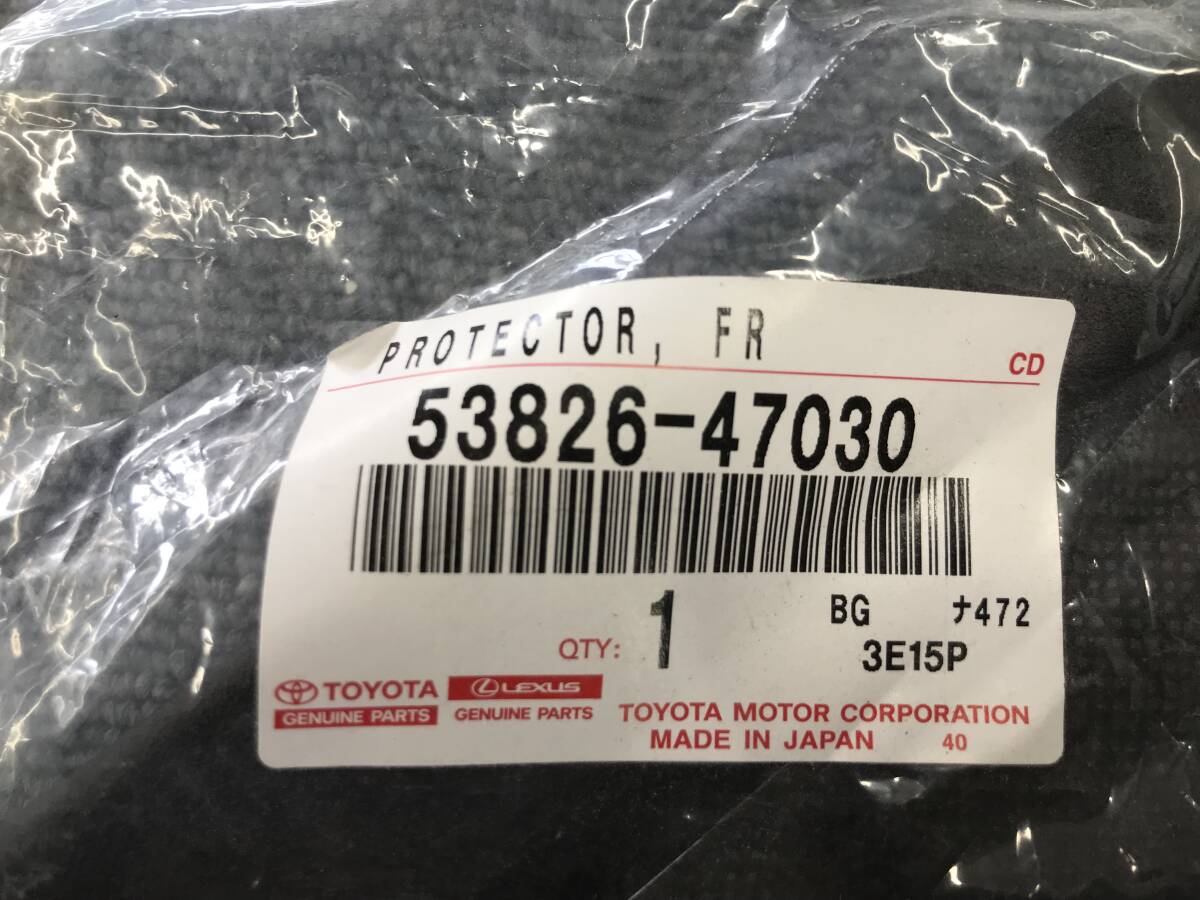 PROTECTOR, FR
CD
53826-47030
QTY: 1
BG ナ472
3E15P
TOYOTA
GENUINE PARTS
LEXUS
GENUINE PARTS
TOYOTA MOTOR CORPORATION
MADE IN JAPAN 40